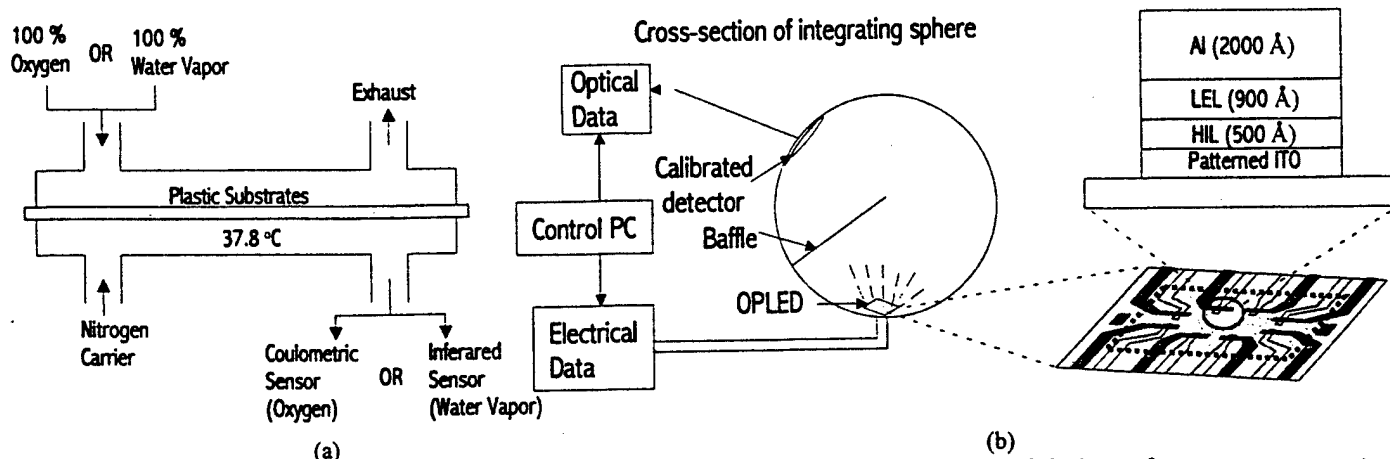 100 %
Oxygen
OR
100 %
Water Vapor
Exhaust
Plastic Substrates
37.8 °C
Nitrogen
Carrier
Coulometric
Sensor
(Oxygen)
OR
Inferared
Sensor
(Water Vapor)
(a)
Cross-section of integrating sphere
Optical
Data
Control PC
Electrical
Data
Calibrated
detector
Baffle
OPLED
Al (2000 Å)
LEL (900 Å)
HIL (500 Å)
Patterned ITO
(b)